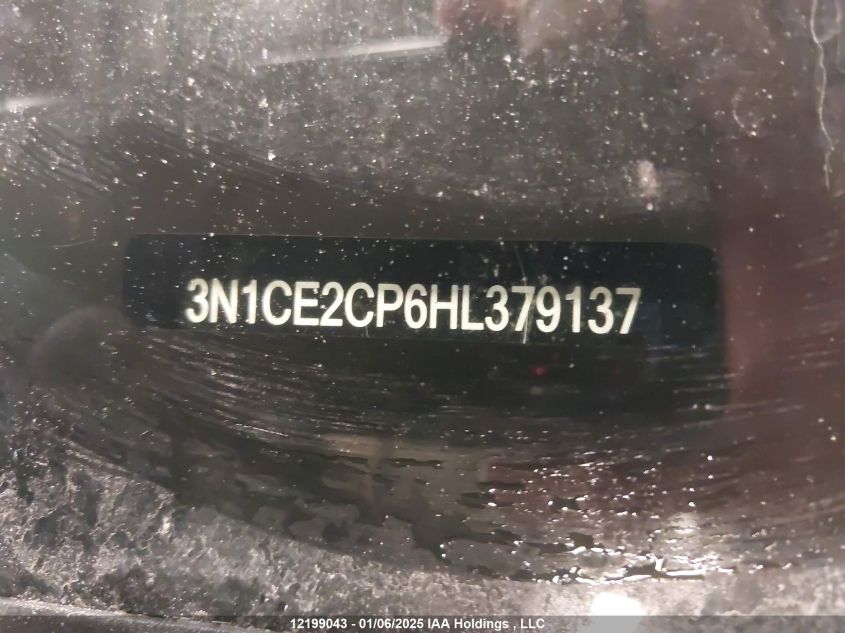 3N1CE2CP6HL379137
12199043 - 01/06/2025 IAA Holdings , LLC